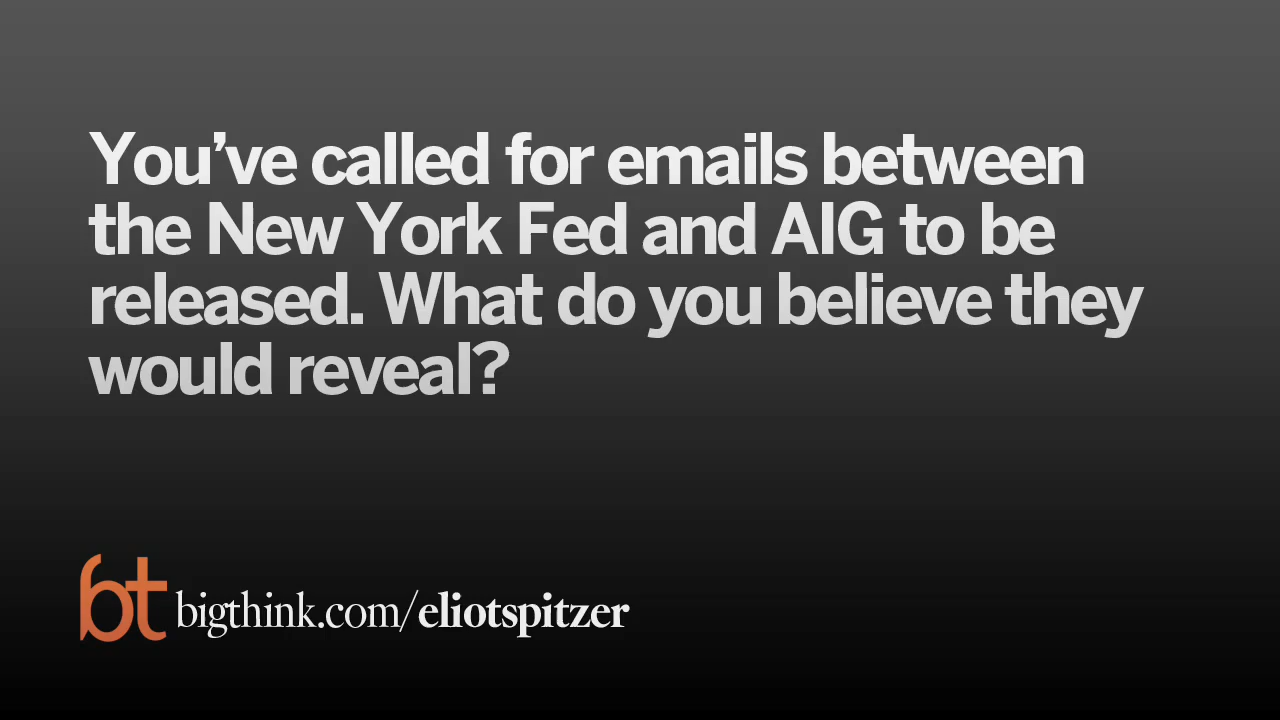 You’ve called for emails between
the New York Fed and AIG to be
released. What do you believe they
would reveal?
bt bigthink.com/eliotspitzer